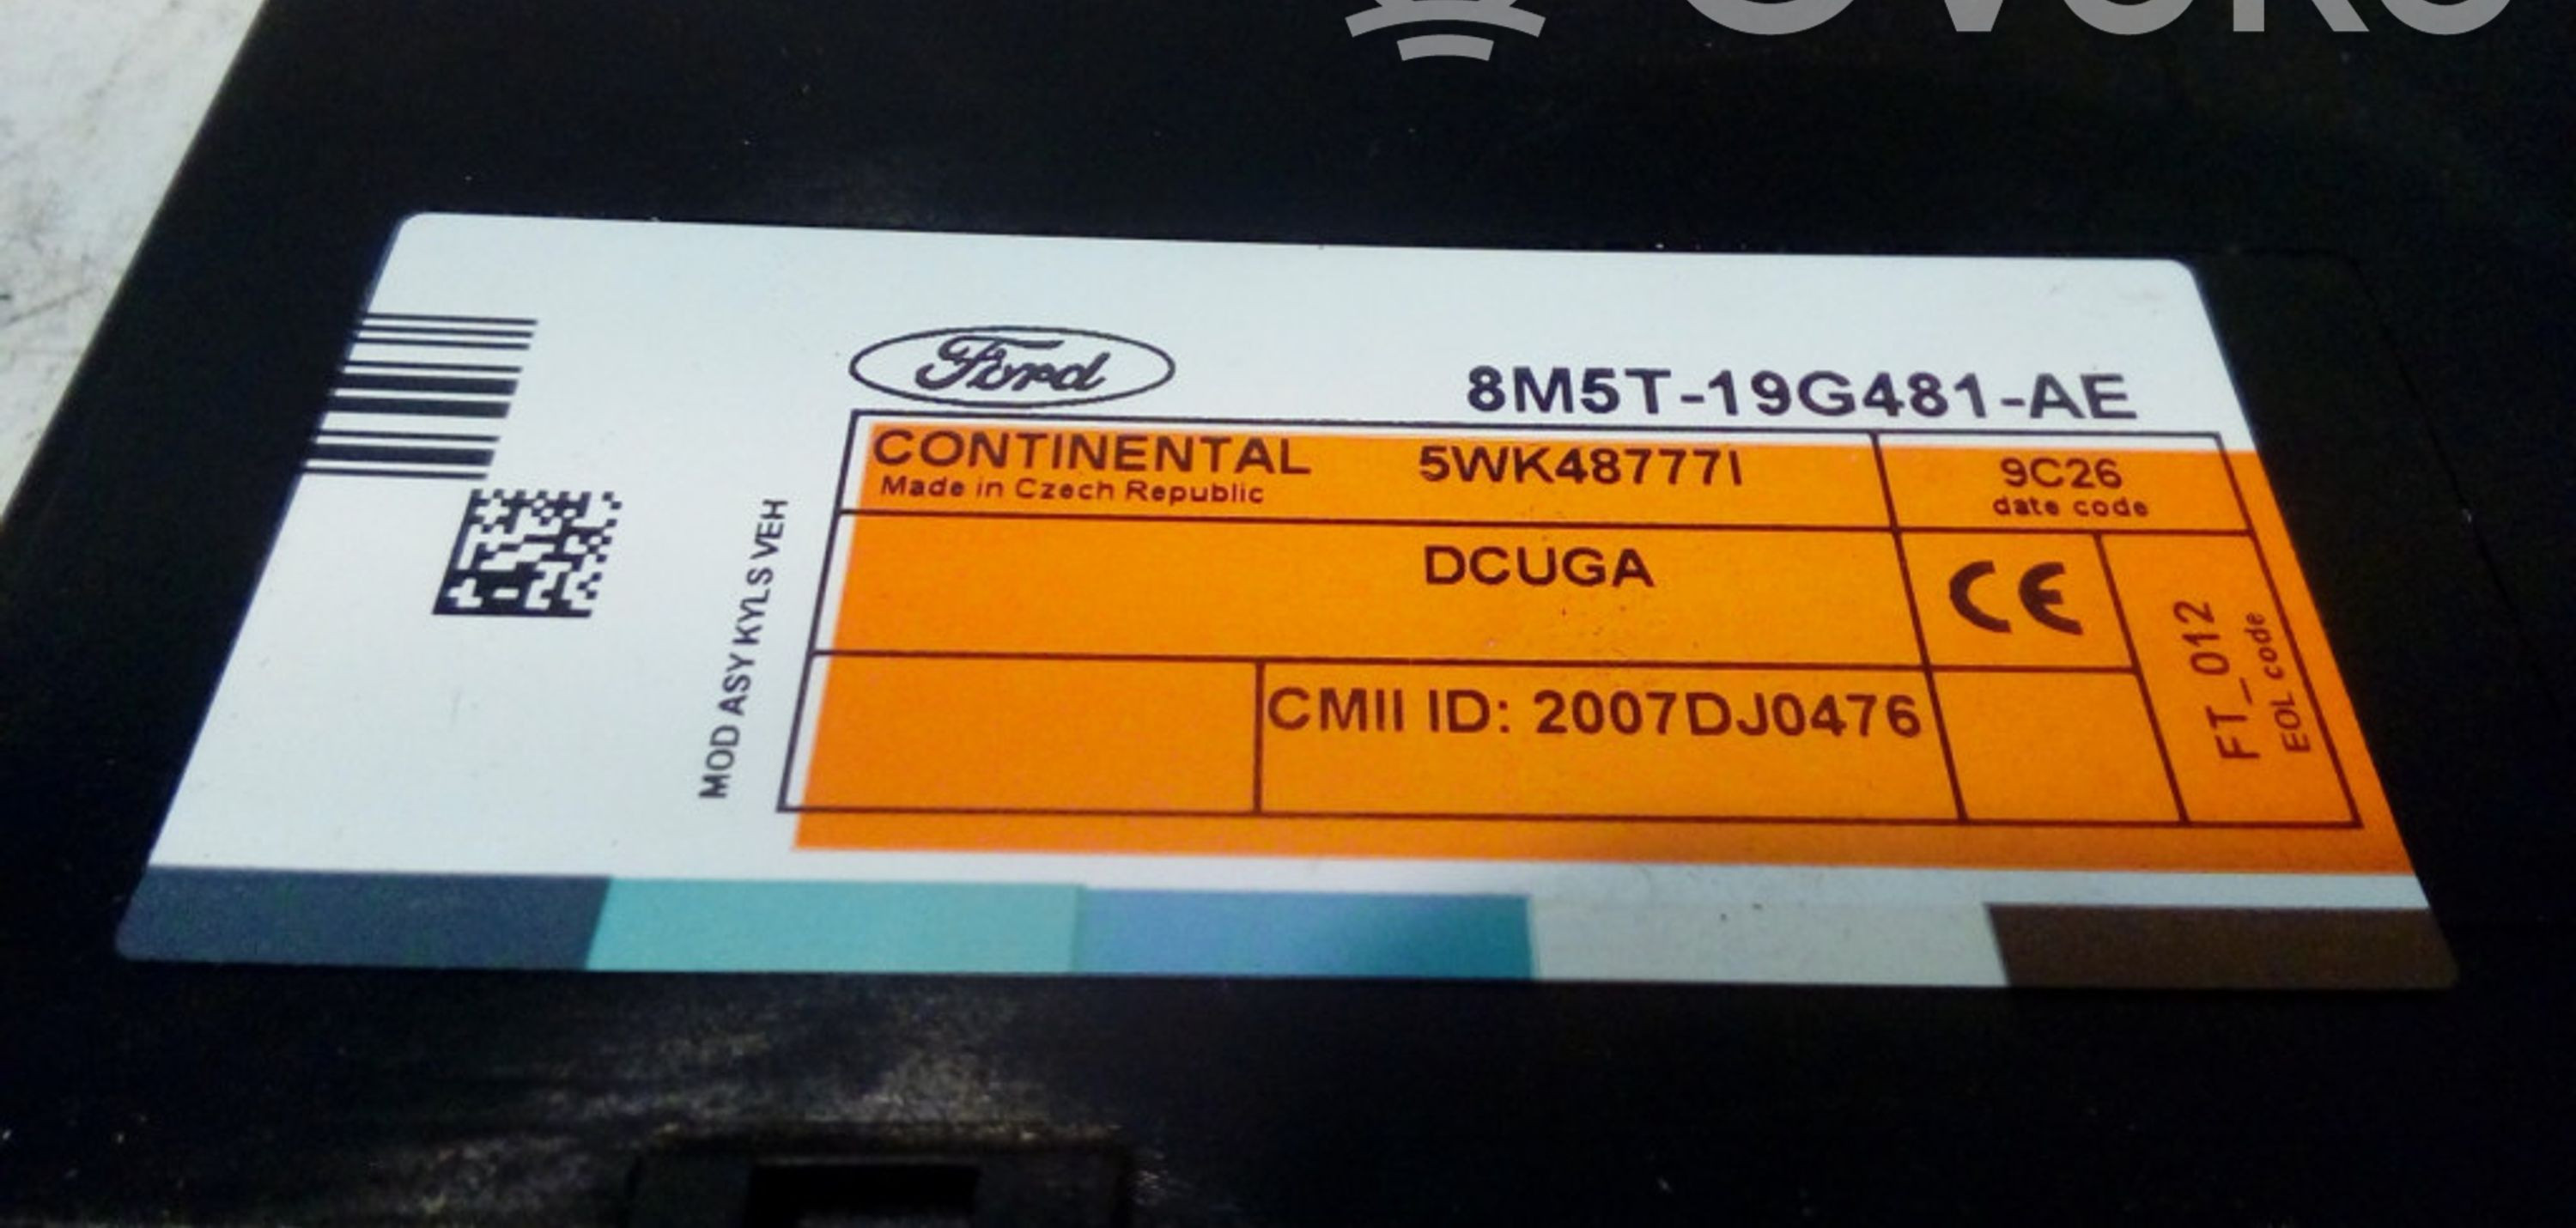 Ford
8M5T-19G481-AE
CONTINENTAL
Made in Czech Republic
5WK48777I
9C26
date code
DCUGA
CE
FT_012
EOL code
CMII ID: 2007DJ0476
MOD ASY KYLS VEH